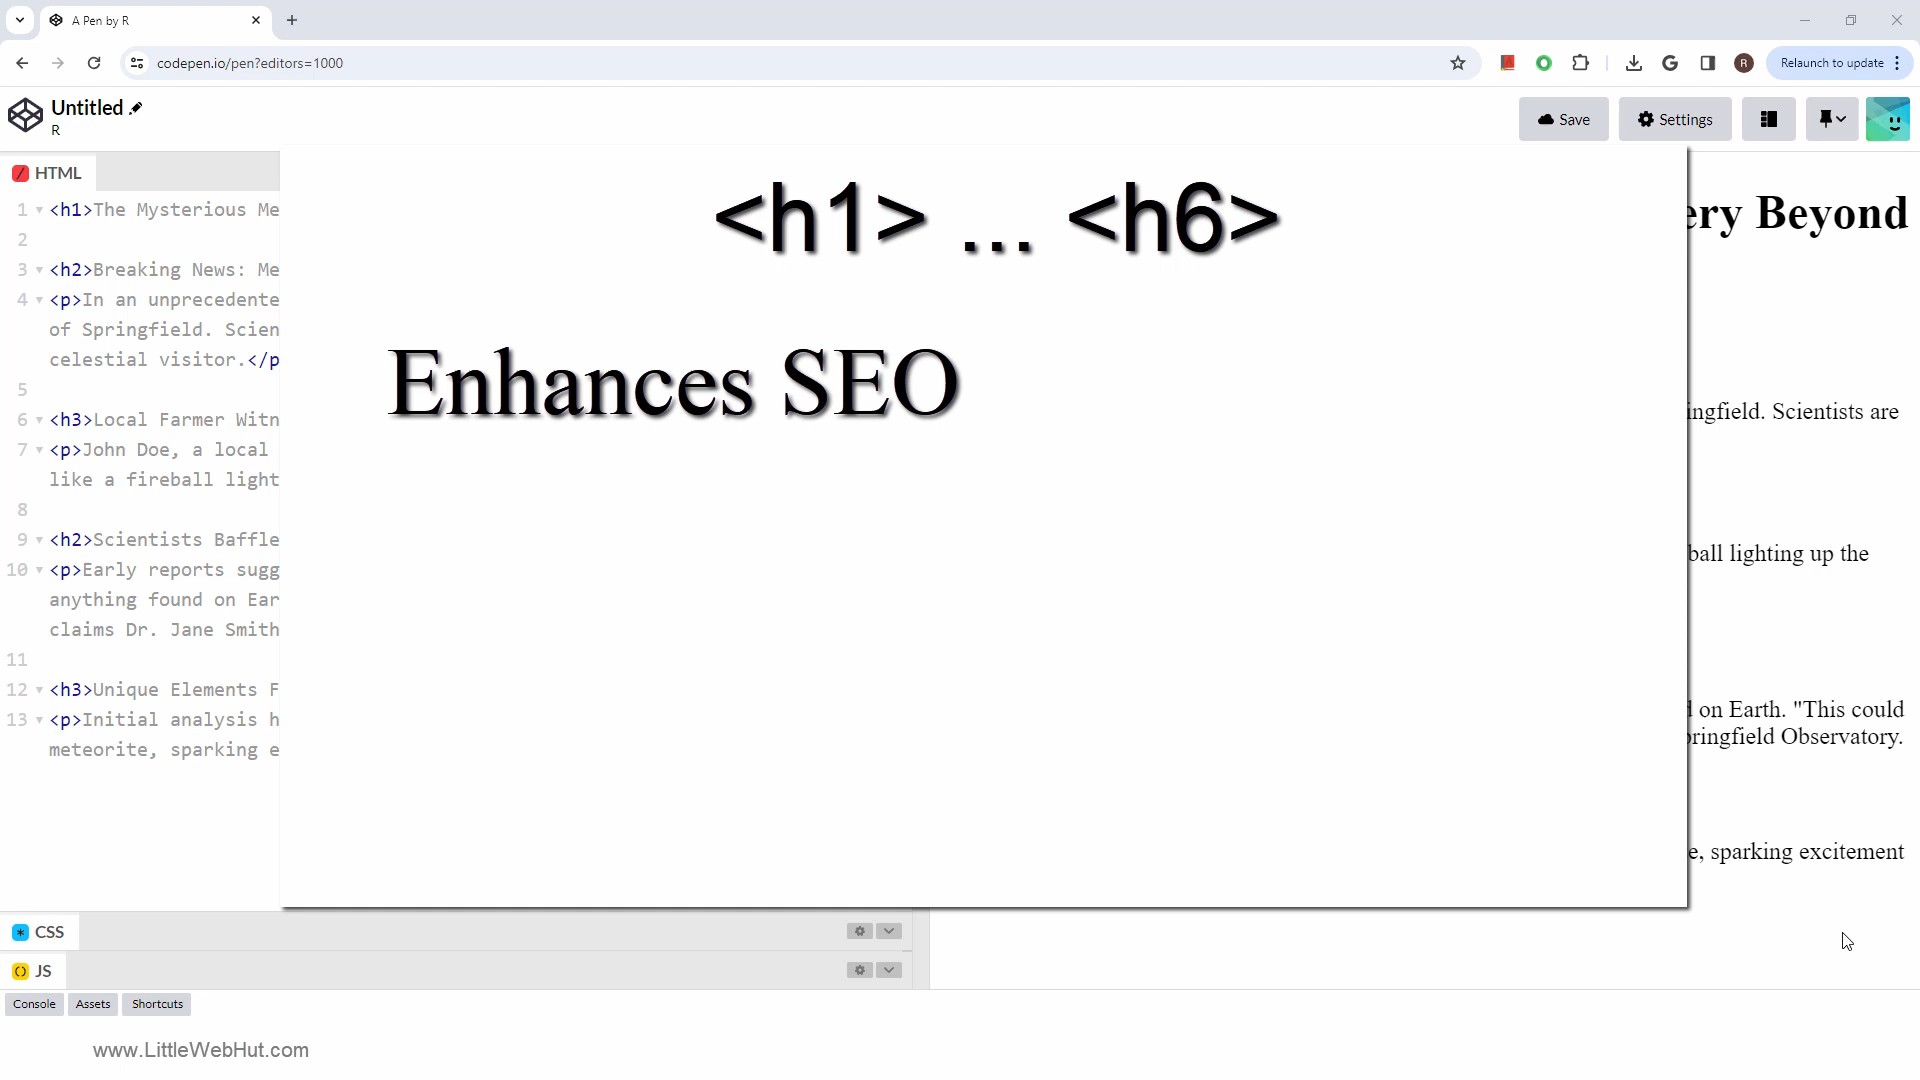 A Pen by R
codepen.io/pen?editors=1000
R
Relaunch to update
Untitled
R
Save
Settings
HTML
1 <h1>The Mysterious Me
2
3 <h2>Breaking News: Me
4 <p>In an unprecedente
of Springfield. Scien
celestial visitor.</p
5
6 <h3>Local Farmer Witn
7 <p>John Doe, a local
like a fireball light
8
9 <h2>Scientists Baffle
10 <p>Early reports sugg
anything found on Ear
claims Dr. Jane Smith
11
12 <h3>Unique Elements F
13 <p>Initial analysis h
meteorite, sparking e
<h1> ... <h6>
Enhances SEO
ery Beyond
ingfield. Scientists are
ball lighting up the
d on Earth. "This could
pringfield Observatory.
e, sparking excitement
CSS
JS
Console
Assets
Shortcuts
www.LittleWebHut.com